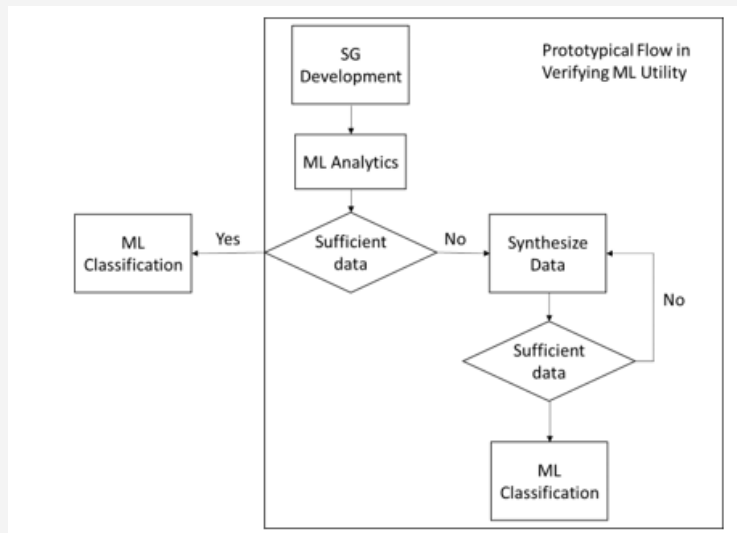 SG
Development
Prototypical Flow in
Verifying ML Utility
ML Analytics
ML
Classification
Yes
Sufficient
data
No
Synthesize
Data
No
Sufficient
data
ML
Classification